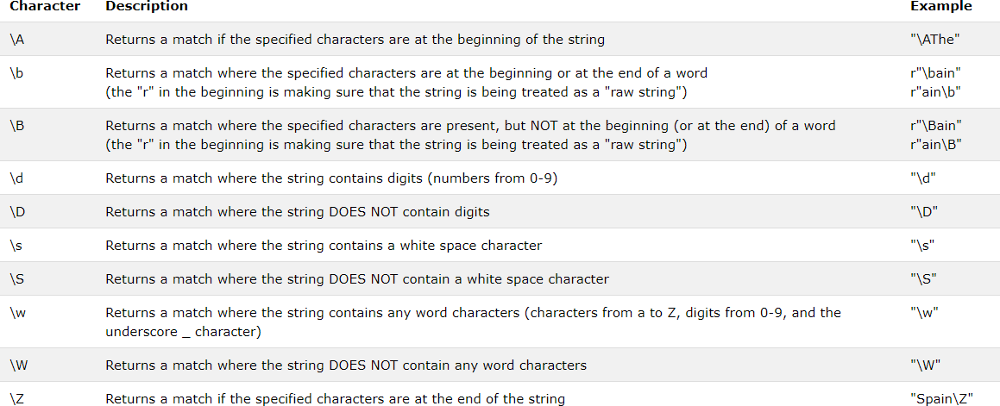 Character Description Example
\A Returns a match if the specified characters are at the beginning of the string "\AThe"
\b Returns a match where the specified characters are at the beginning or at the end of a word r"\bain"
(the "r" in the beginning is making sure that the string is being treated as a "raw string") r"ain\b"
\B Returns a match where the specified characters are present, but NOT at the beginning (or at the end) of a word r"\Bain"
(the "r" in the beginning is making sure that the string is being treated as a "raw string") r"ain\B"
\d Returns a match where the string contains digits (numbers from 0-9) "\d"
\D Returns a match where the string DOES NOT contain digits "\D"
\s Returns a match where the string contains a white space character "\s"
\S Returns a match where the string DOES NOT contain a white space character "\S"
\w Returns a match where the string contains any word characters (characters from a to Z, digits from 0-9, and the "\w"
underscore _ character)
\W Returns a match where the string DOES NOT contain any word characters "\W"
\Z Returns a match if the specified characters are at the end of the string "Spain\Z"